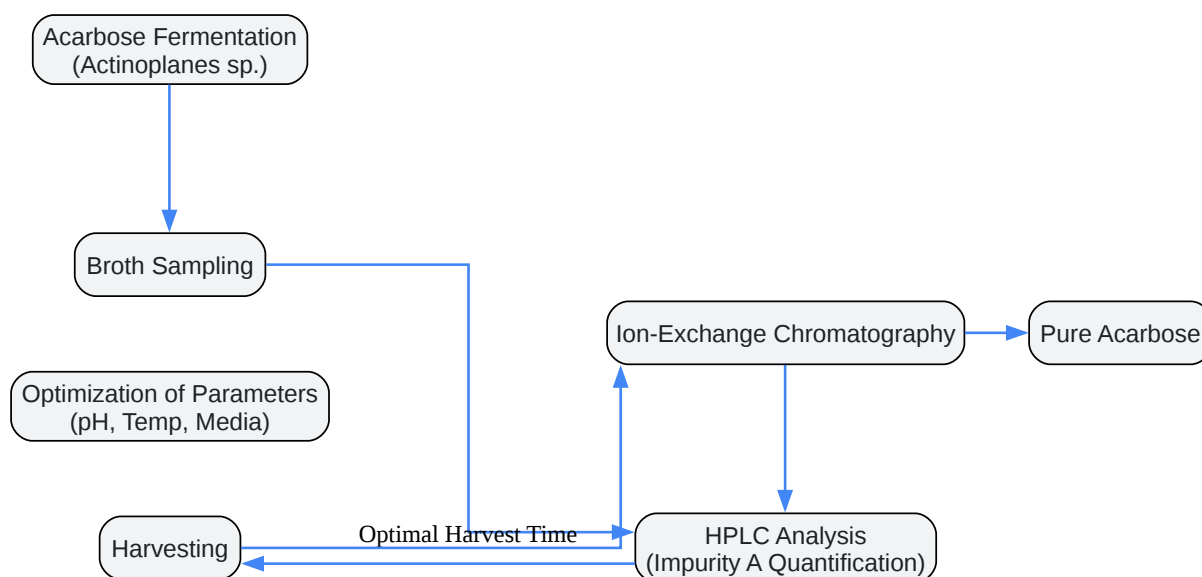 Acarbose Fermentation
(Actinoplanes sp.)
Broth Sampling
Ion-Exchange Chromatography
Pure Acarbose
Optimization of Parameters
(pH, Temp, Media)
Harvesting
Optimal Harvest Time
HPLC Analysis
(Impurity A Quantification)